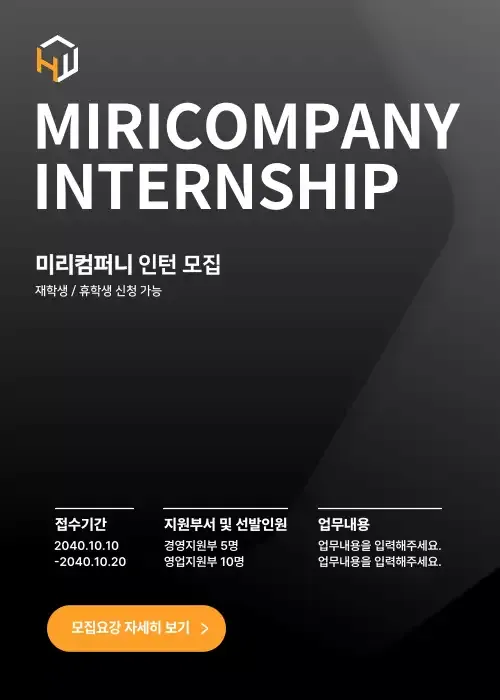 MIRICOMPANY
INTERNSHIP
미리컴퍼니 인턴 모집
재학생 / 휴학생 신청 가능
접수기간
2040.10.10
-2040.10.20
지원부서 및 선발인원
경영지원부 5명
영업지원부 10명
업무내용
업무내용을 입력해주세요.
업무내용을 입력해주세요.
모집요강 자세히 보기 >